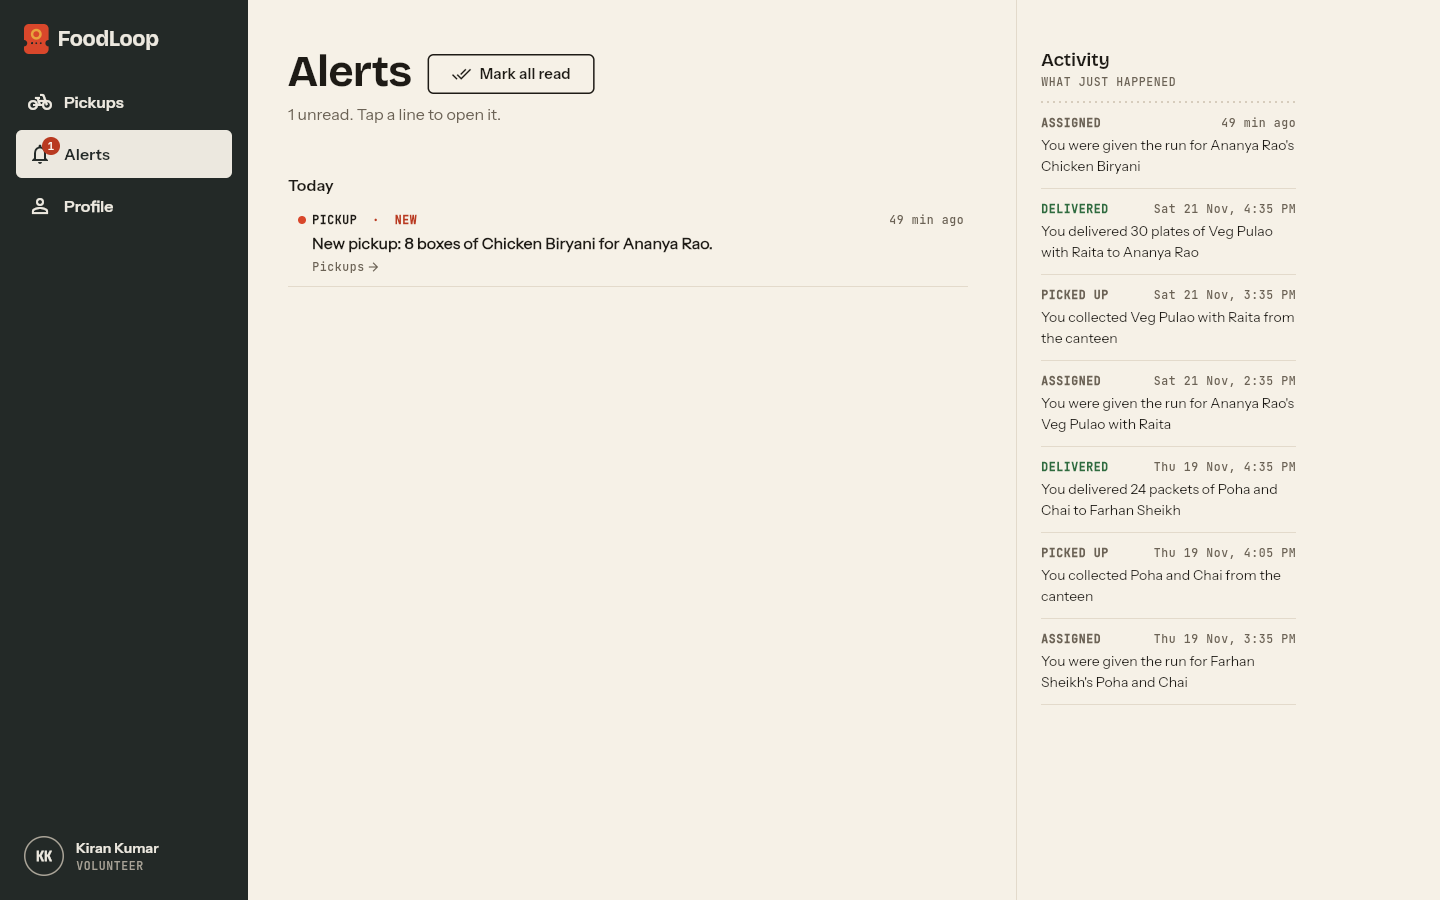 FoodLoop
Pickups
1
Alerts
Profile
KK
Kiran Kumar
VOLUNTEER
Alerts
Mark all read
1 unread. Tap a line to open it.
Today
PICKUP · NEW 49 min ago
New pickup: 8 boxes of Chicken Biryani for Ananya Rao.
Pickups →
Activity
WHAT JUST HAPPENED
ASSIGNED 49 min ago
You were given the run for Ananya Rao's
Chicken Biryani
DELIVERED Sat 21 Nov, 4:35 PM
You delivered 30 plates of Veg Pulao
with Raita to Ananya Rao
PICKED UP Sat 21 Nov, 3:35 PM
You collected Veg Pulao with Raita from
the canteen
ASSIGNED Sat 21 Nov, 2:35 PM
You were given the run for Ananya Rao's
Veg Pulao with Raita
DELIVERED Thu 19 Nov, 4:35 PM
You delivered 24 packets of Poha and
Chai to Farhan Sheikh
PICKED UP Thu 19 Nov, 4:05 PM
You collected Poha and Chai from the
canteen
ASSIGNED Thu 19 Nov, 3:35 PM
You were given the run for Farhan
Sheikh's Poha and Chai